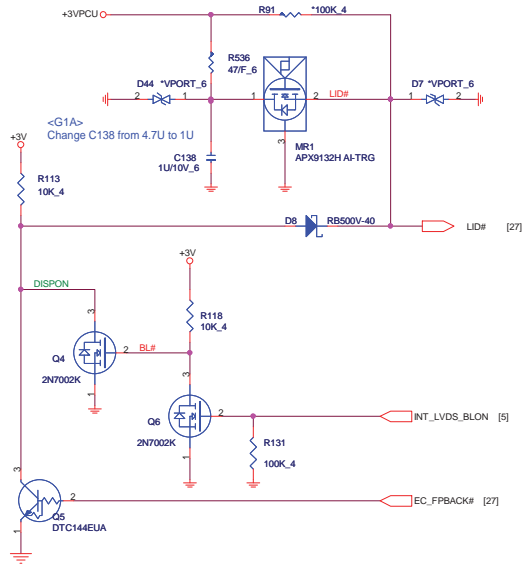 +3VPCU
R91
*100K_4
R536
47/F_6
D44 *VPORT_6
2
1
1
2
LID#
D7 *VPORT_6
1
2
<G1A>
Change C138 from 4.7U to 1U
3
MR1
APX9132H AI-TRG
C138
1U/10V_6
+3V
R113
10K_4
D8
RB500V-40
LID# [27]
+3V
DISPON
R118
10K_4
3
Q4
2
BL#
2N7002K
1
3
Q6
2
INT_LVDS_BLON [5]
2N7002K
R131
100K_4
1
3
2
EC_FPBACK# [27]
Q5
DTC144EUA
1